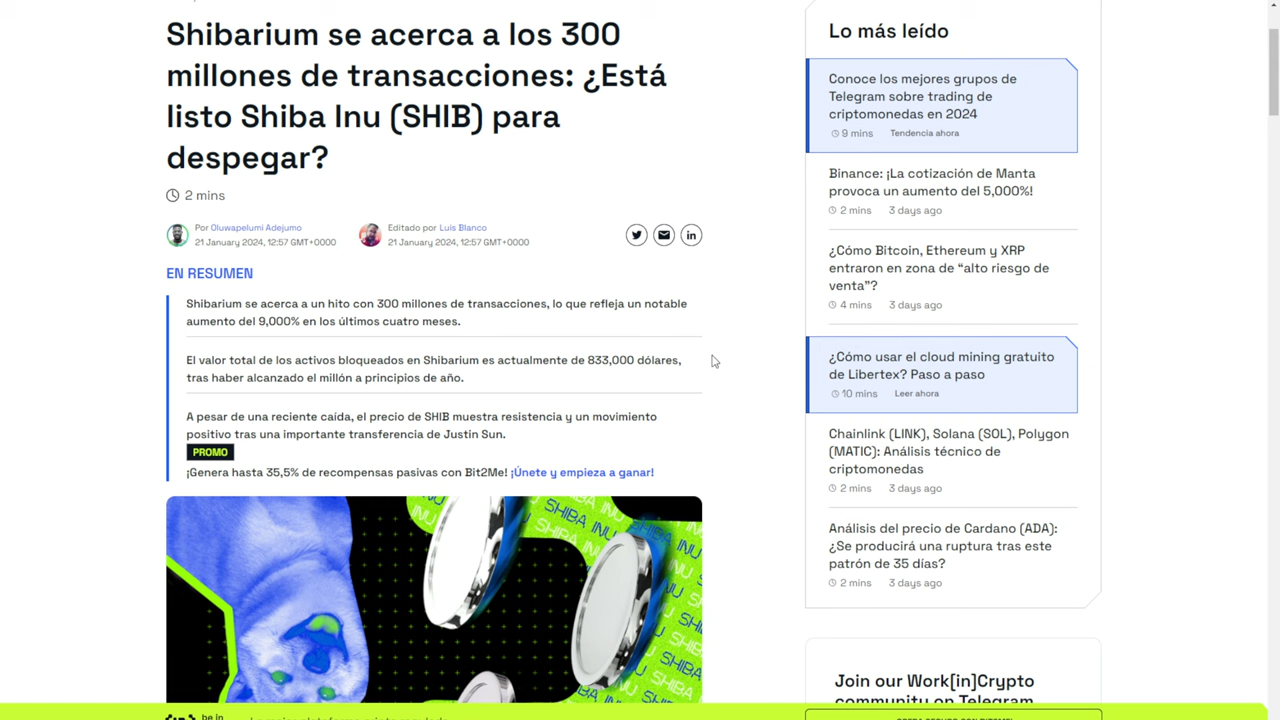 Shibarium se acerca a los 300
millones de transacciones: ¿Está
listo Shiba Inu (SHIB) para
despegar?
2 mins
Por Oluwapelumi Adejumo
21 January 2024, 12:57 GMT+0000
Editado por Luis Blanco
21 January 2024, 12:57 GMT+0000
in
EN RESUMEN
Shibarium se acerca a un hito con 300 millones de transacciones, lo que refleja un notable
aumento del 9,000% en los últimos cuatro meses.
El valor total de los activos bloqueados en Shibarium es actualmente de 833,000 dólares,
tras haber alcanzado el millón a principios de año.
A pesar de una reciente caída, el precio de SHIB muestra resistencia y un movimiento
positivo tras una importante transferencia de Justin Sun.
PROMO
¡Genera hasta 35,5% de recompensas pasivas con Bit2Me! ¡Únete y empieza a ganar!
SHIBA INU
SHIBA INU
SHIBA INU
Lo más leído
Conoce los mejores grupos de
Telegram sobre trading de
criptomonedas en 2024
9 mins Tendencia ahora
Binance: ¡La cotización de Manta
provoca un aumento del 5,000%!
2 mins 3 days ago
¿Cómo Bitcoin, Ethereum y XRP
entraron en zona de “alto riesgo de
venta”?
4 mins 3 days ago
¿Cómo usar el cloud mining gratuito
de Libertex? Paso a paso
10 mins Leer ahora
Chainlink (LINK), Solana (SOL), Polygon
(MATIC): Análisis técnico de
criptomonedas
2 mins 3 days ago
Análisis del precio de Cardano (ADA):
¿Se producirá una ruptura tras este
patrón de 35 días?
2 mins 3 days ago
Join our Work[in]Crypto
community on Telegram
be in